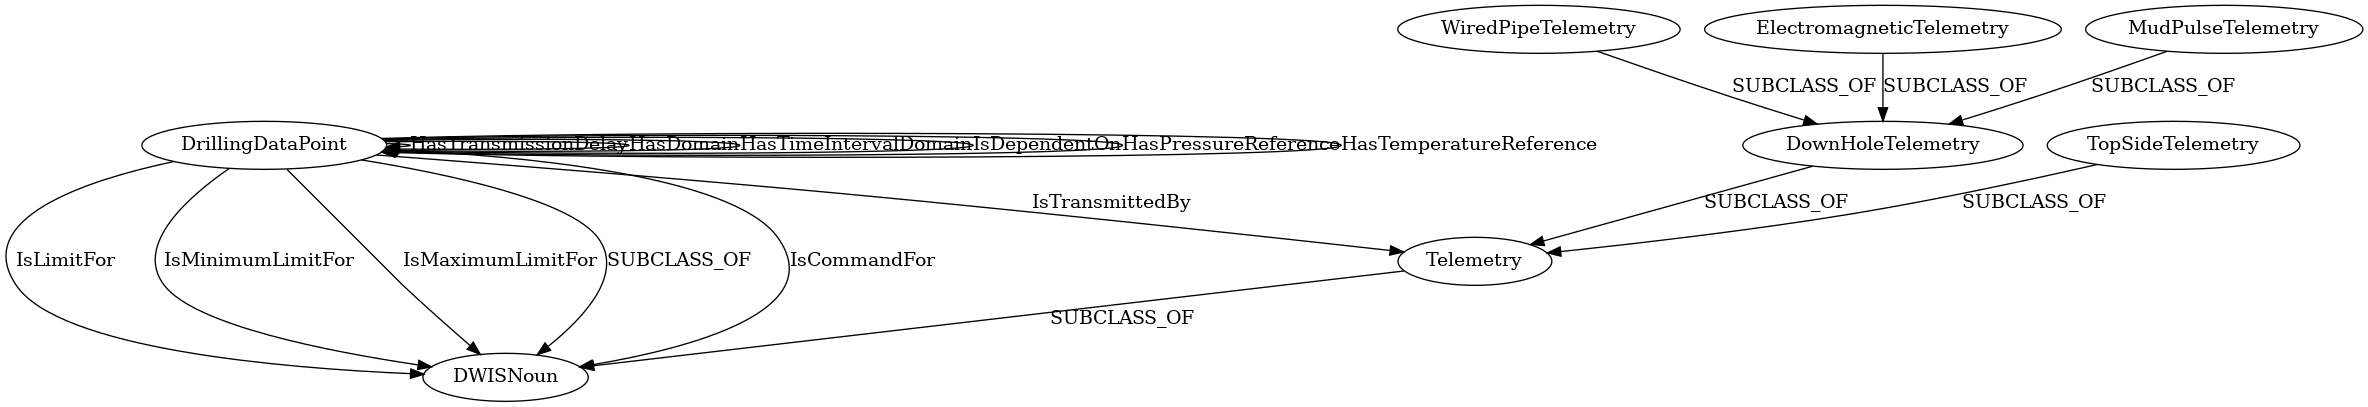 WiredPipeTelemetry
ElectromagneticTelemetry
MudPulseTelemetry
SUBCLASS_OF
SUBCLASS_OF
SUBCLASS_OF
DrillingDataPoint
HasTransmissionDelay
HasDomain
HasTimeIntervalDomain
IsDependentOn
HasPressureReference
HasTemperatureReference
DownHoleTelemetry
TopSideTelemetry
IsTransmittedBy
SUBCLASS_OF
SUBCLASS_OF
IsLimitFor
IsMinimumLimitFor
IsMaximumLimitFor
SUBCLASS_OF
IsCommandFor
Telemetry
SUBCLASS_OF
DWISNoun